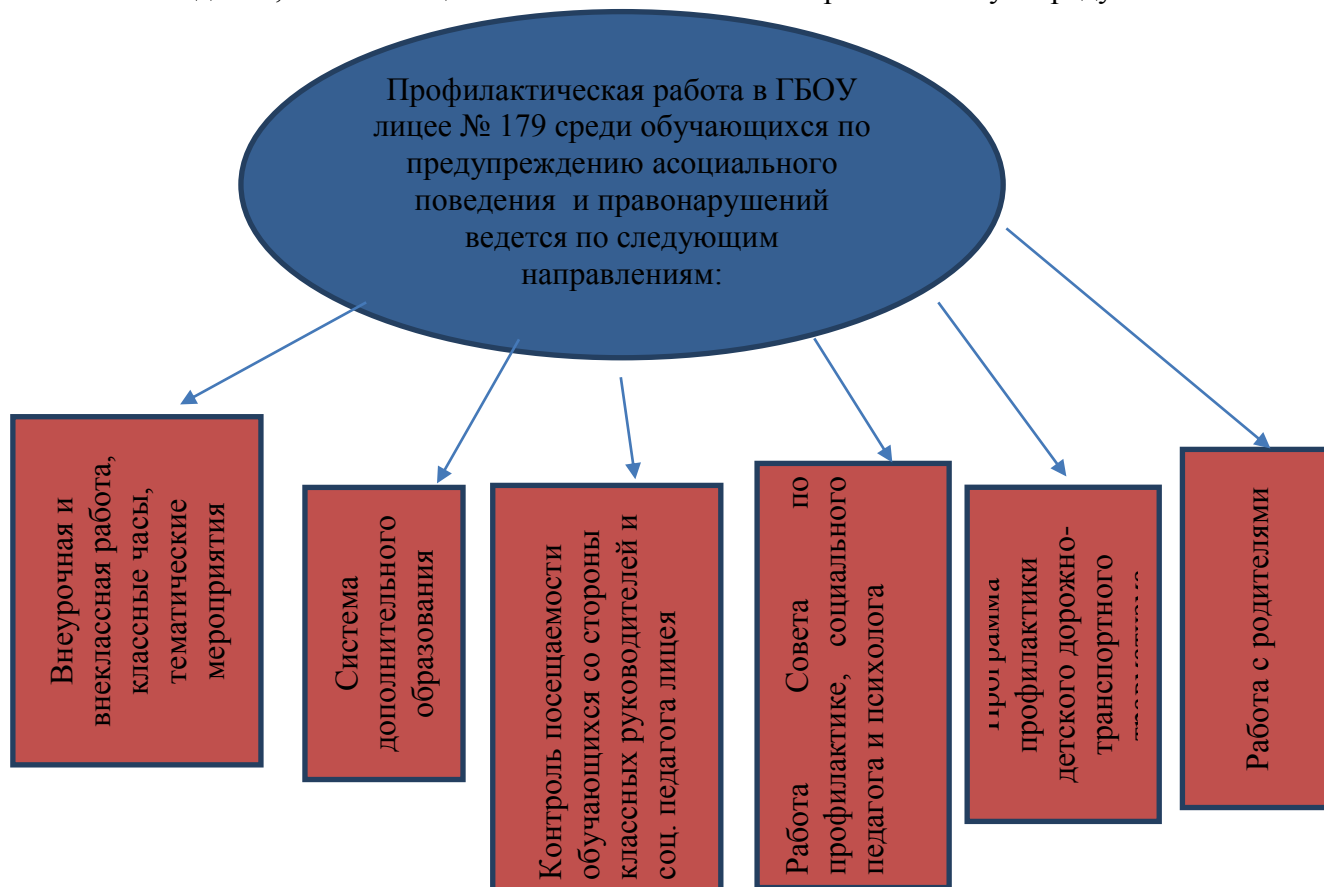 Профилактическая работа в ГБОУ
лицее № 179 среди обучающихся по
предупреждению асоциального
поведения и правонарушений
ведется по следующим
направлениям:
Внеурочная и
внеклассная работа,
классные часы,
тематические
мероприятия
Система
дополнительного
образования
Контроль посещаемости
обучающихся со стороны
классных руководителей и
соц. педагога лицея
Работа Совета по
профилактике, социального
педагога и психолога
Программа
профилактики
детского дорожно-
транспортного
Работа с родителями